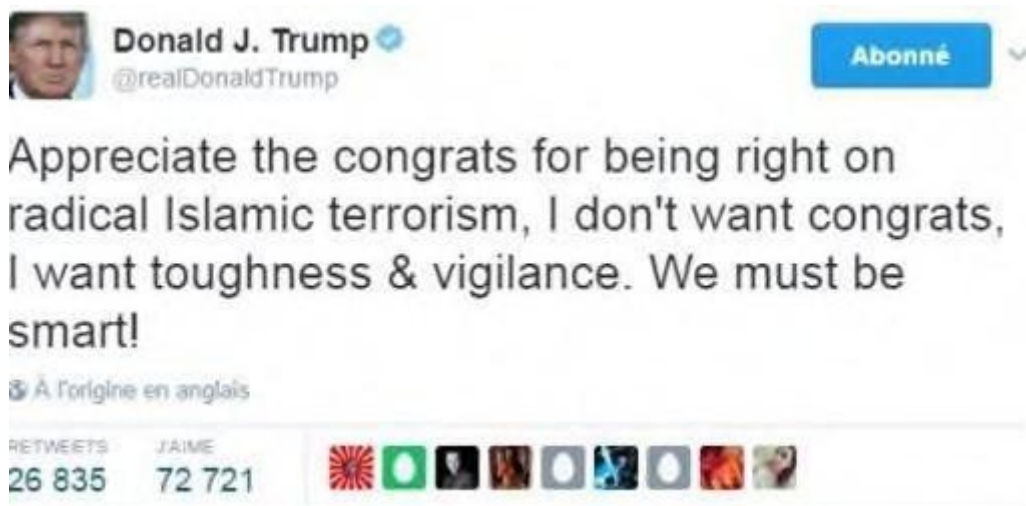 Donald J. Trump
@realDonaldTrump
Abonné
Appreciate the congrats for being right on
radical Islamic terrorism, I don't want congrats,
I want toughness & vigilance. We must be
smart!
À l'origine en anglais
RETWEETS
J'AIME
26 835
72 721